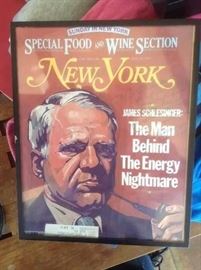 SUNDAY IN NEW YORK
SPECIAL FOOD AND WINE SECTION
NEW YORK
JAMES SCHLESINGER:
The Man
Behind
The Energy
Nightmare